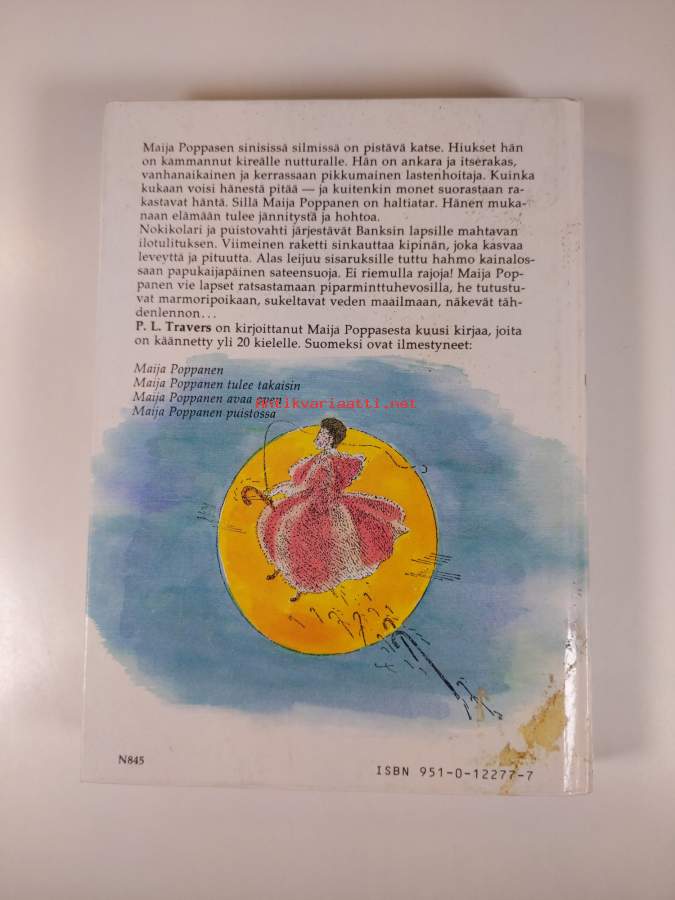 Maija Poppasen sinisissä silmissä on pistävä katse. Hiukset hän
on kammannut kireälle nutturalle. Hän on ankara ja itserakas,
vanhanaikainen ja kerrassaan pikkumainen lastenhoitaja. Kuinka
kukaan voisi hänestä pitää — ja kuitenkin monet suorastaan ra-
kastavat häntä. Sillä Maija Poppanen on haltiatar. Hänen muka-
naan elämään tulee jännitystä ja hohtoa.
Nokikolari ja puistovahti järjestävät Banksin lapsille mahtavan
ilotulituksen. Viimeinen raketti sinkauttaa kipinän, joka kasvaa
leveyttä ja pituutta. Alas leijuu sisaruksille tuttu hahmo kainalos-
saan papukaijapäinen sateensuoja. Ei riemulla rajoja! Maija Pop-
panen vie lapset ratsastamaan piparminttuhevosilla, he tutustu-
vat marmoripoikaan, sukeltavat veden maailmaan, näkevät täh-
denlennon...
P. L. Travers on kirjoittanut Maija Poppasesta kuusi kirjaa, joita
on käännetty yli 20 kielelle. Suomeksi ovat ilmestyneet:
Maija Poppanen
Maija Poppanen tulee takaisin
Maija Poppanen avaa oven
Antikvariaatti.net
Maija Poppanen puistossa
N845
ISBN 951-0-12277-7